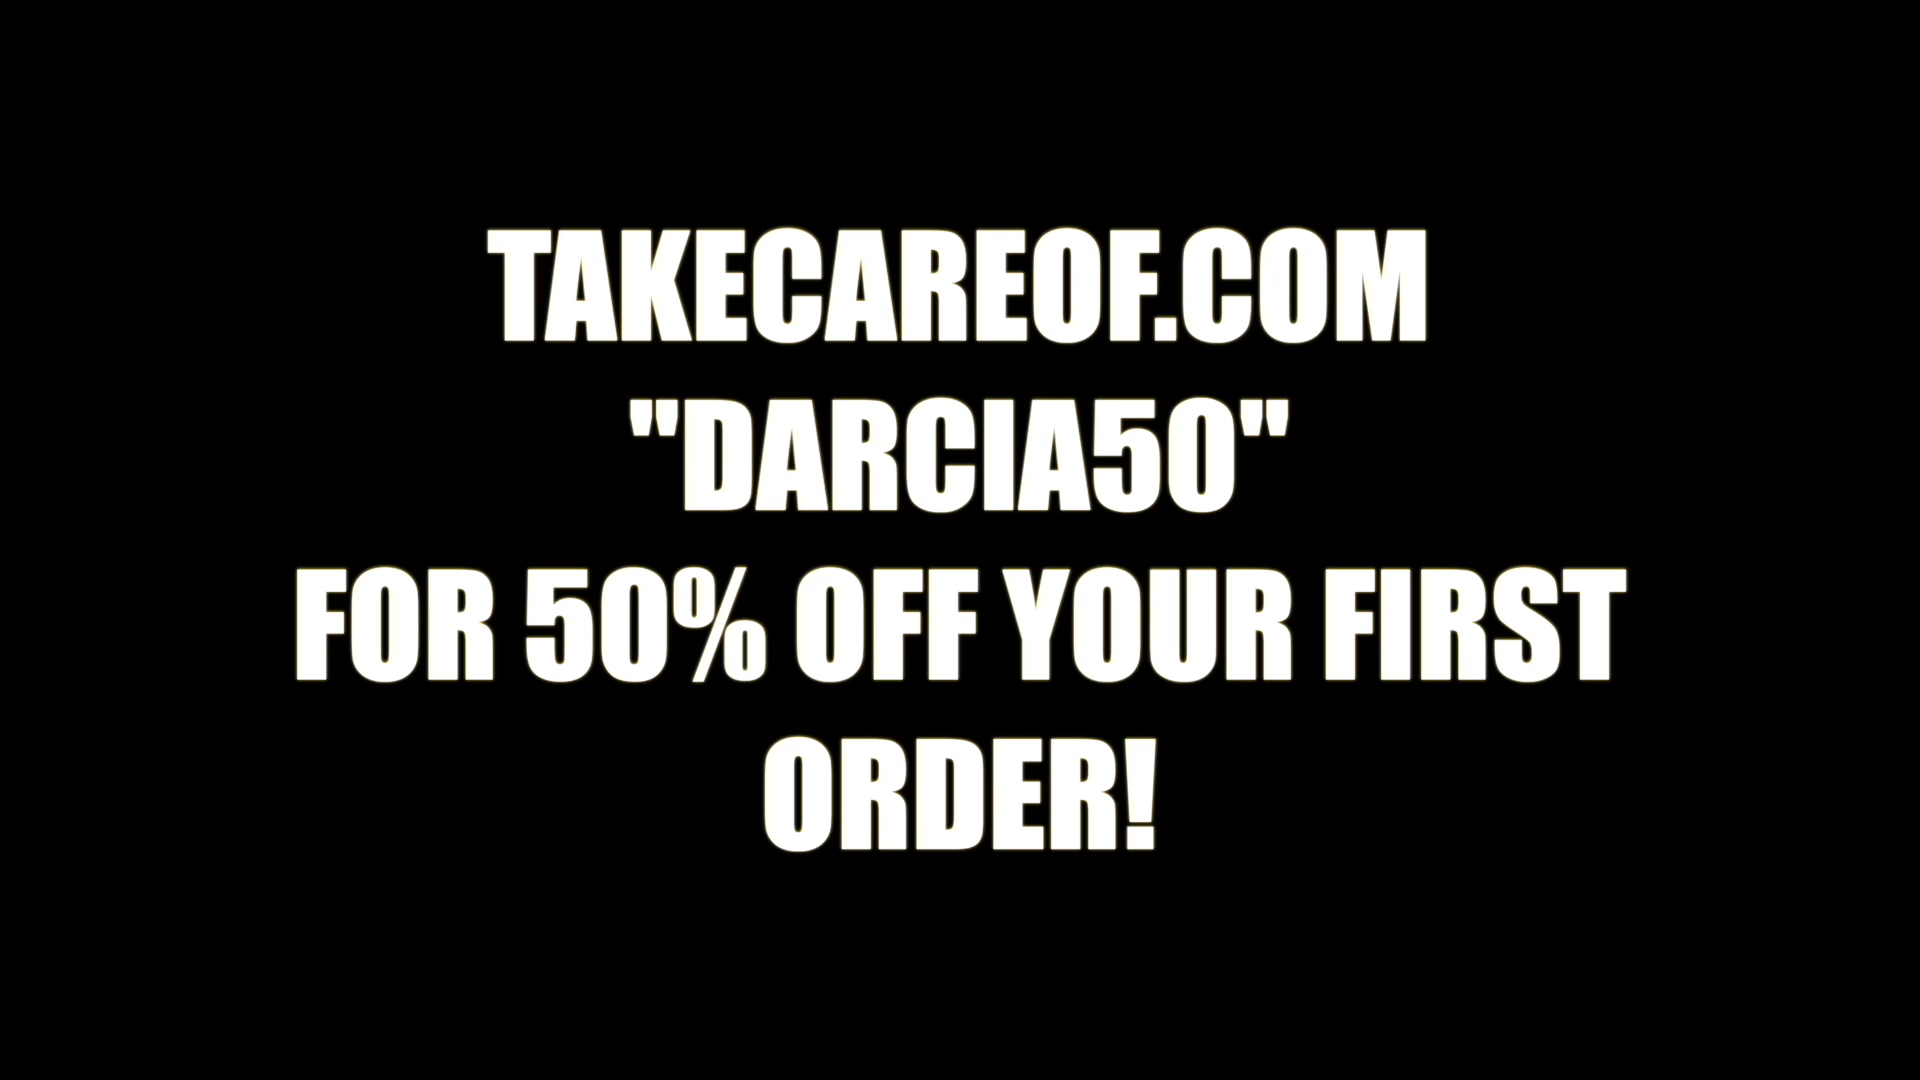 TAKECAREOF.COM
"DARCIA50"
FOR 50% OFF YOUR FIRST
ORDER!